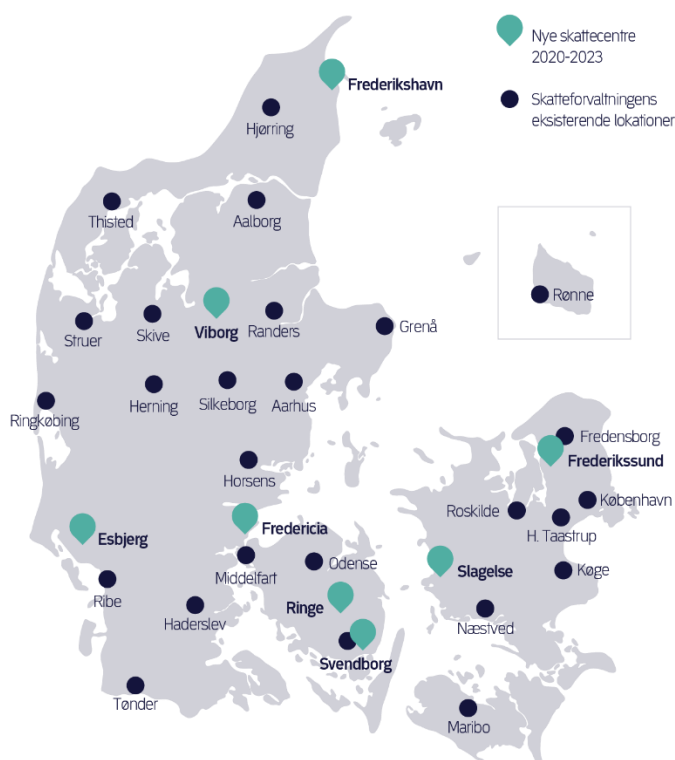 Nye skattecentre
2020-2023
Skatteforvaltningens
eksisterende lokationer
Frederikshavn
Hjørring
Thisted
Aalborg
Rønne
Viborg
Randers
Grenå
Struer
Skive
Herning
Silkeborg
Aarhus
Ringkøbing
Fredensborg
Frederikssund
Horsens
København
Roskilde
H. Taastrup
Fredericia
Esbjerg
Middelfart
Odense
Slagelse
Køge
Ribe
Haderslev
Ringe
Næstved
Svendborg
Tønder
Maribo